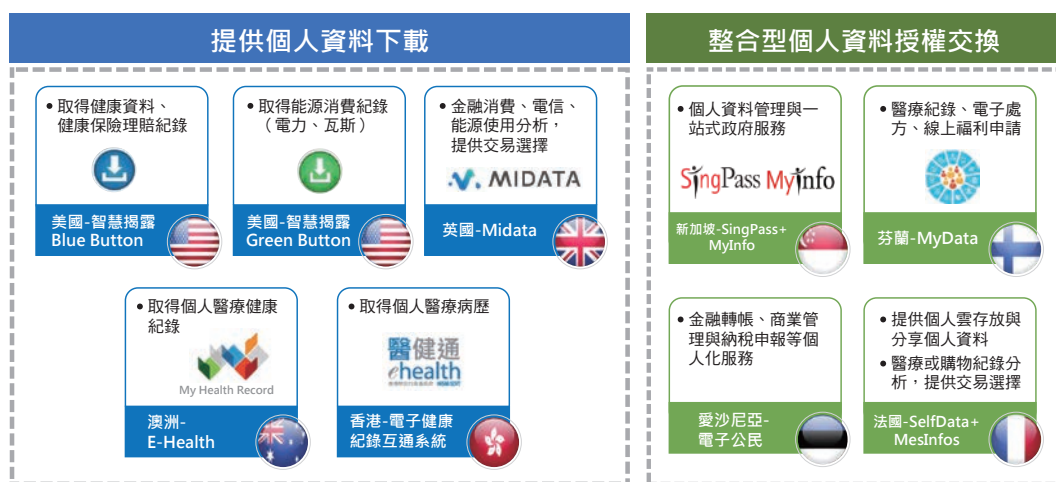 提供個人資料下載
• 取得健康資料、
健康保險理賠紀錄
美國-智慧揭露
Blue Button
• 取得能源消費紀錄
（電力、瓦斯）
美國-智慧揭露
Green Button
• 金融消費、電信、
能源使用分析，
提供交易選擇
MIDATA
英國-Midata
• 取得個人醫療健康
紀錄
My Health Record
澳洲-
E-Health
• 取得個人醫療病歷
醫健通
ehealth
香港-電子健康
紀錄互通系統
整合型個人資料授權交換
• 個人資料管理與一
站式政府服務
SingPass MyInfo
新加坡-SingPass+
MyInfo
• 醫療紀錄、電子處
方、線上福利申請
芬蘭-MyData
• 金融轉帳、商業管
理與納稅申報等個
人化服務
愛沙尼亞-
電子公民
• 提供個人雲存放與
分享個人資料
• 醫療或購物紀錄分
析，提供交易選擇
法國-SelfData+
MesInfos